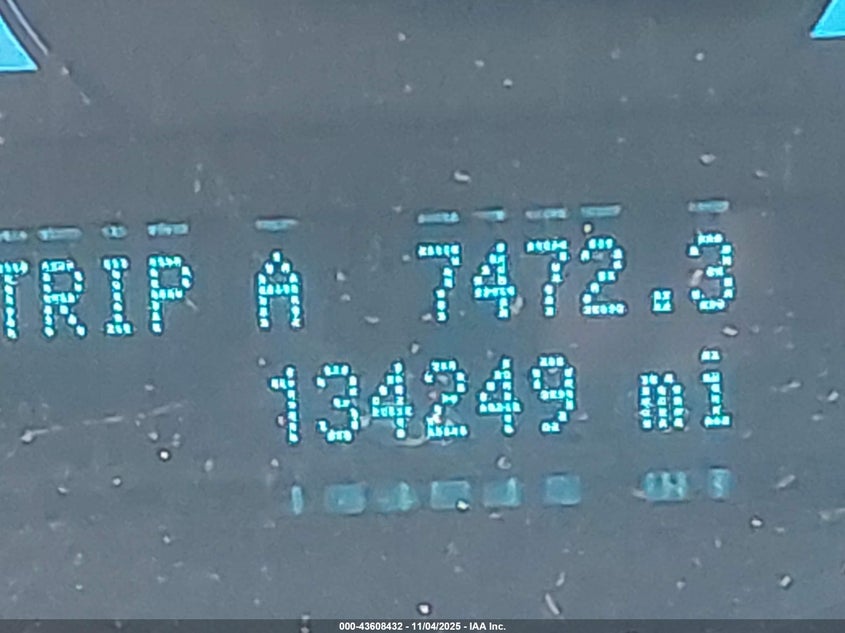 TRIP A 7472.3
134249 mi
000-43608432 - 11/04/2025 - IAA Inc.